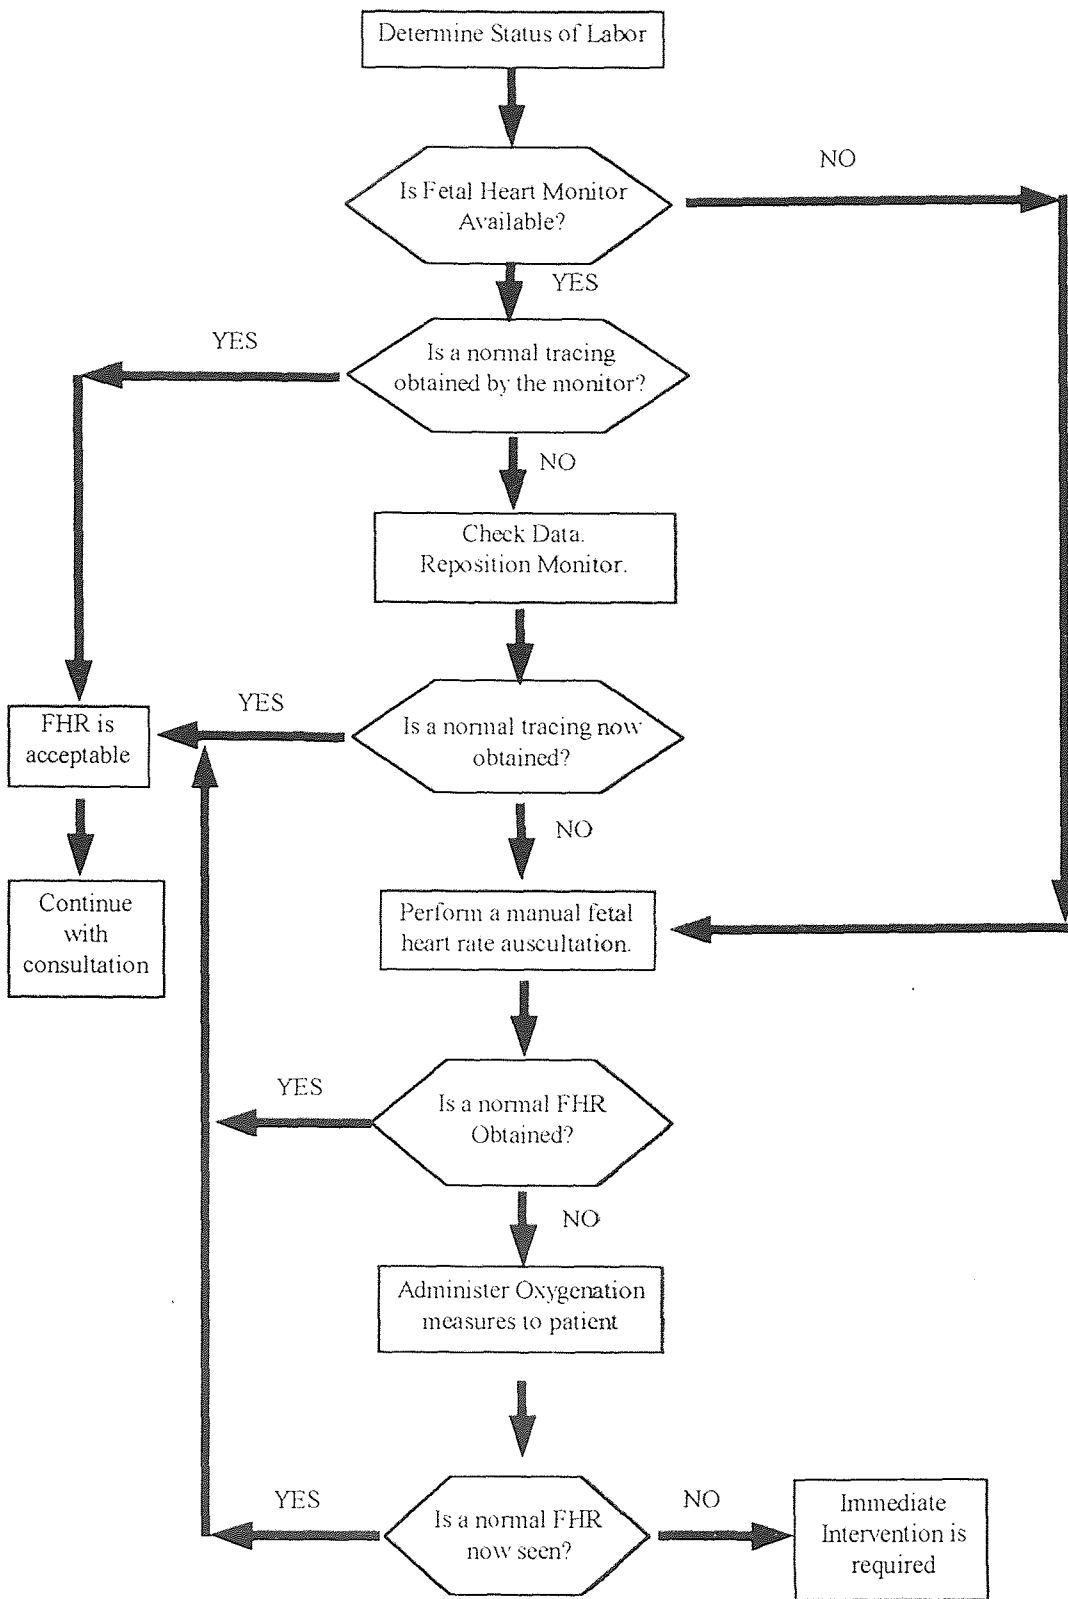 Determine Status of Labor
NO
Is Fetal Heart Monitor
Available?
YES
YES
Is a normal tracing
obtained by the monitor?
NO
Check Data.
Reposition Monitor.
YES
FHR is
acceptable
Is a normal tracing now
obtained?
NO
Continue
with
consultation
Perform a manual fetal
heart rate auscultation.
YES
Is a normal FHR
Obtained?
NO
Administer Oxygenation
measures to patient
YES
Is a normal FHR
now seen?
NO
Immediate
Intervention is
required